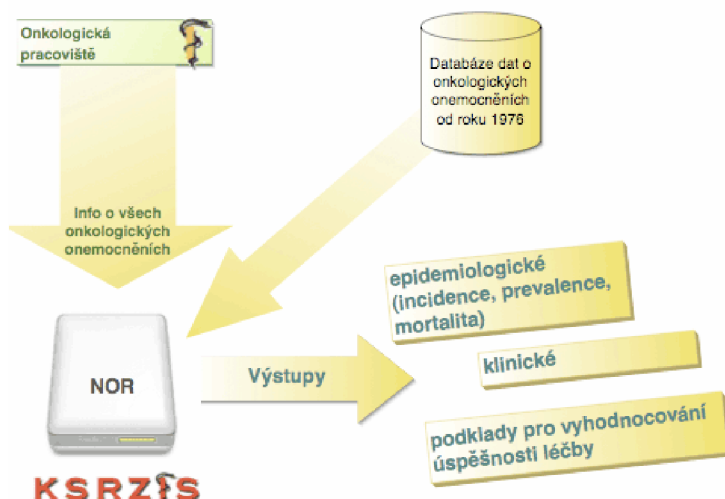 Onkologická
pracoviště
Databáze dat o
onkologických
onemocněních
od roku 1976
Info o všech
onkologických
onemocněních
epidemiologické
(incidence, prevalence,
mortalita)
NOR
Výstupy
klinické
podklady pro vyhodnocování
úspěšnosti léčby
KSRZIS